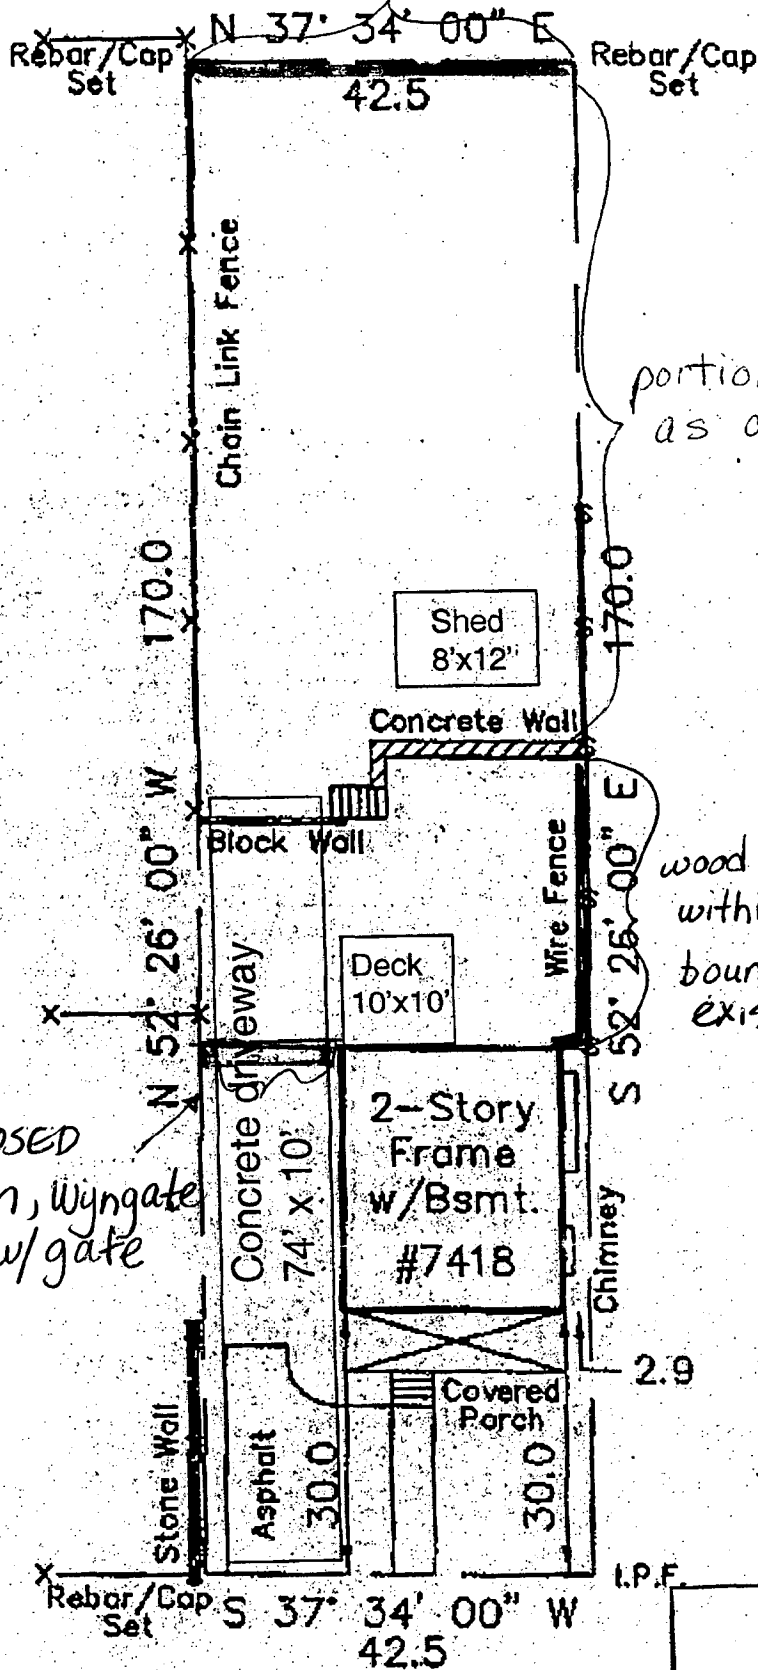 N 37° 34' 00" E
Rebar/Cap
Set
Rebar/Cap
Set
42.5
Chain Link Fence
portion
as a
170.0
170.0
Shed
8'x12'
Concrete Wall
N 52° 26' 00" W
Block Wall
Wire Fence
S 52° 26' 00" E
wood
with
boun
exis
Deck
10'x10'
Concrete driveway
74' x 10'
2-Story
Frame
w/Bsmt.
#7418
OSED
n, Wyngate
w/gate
Chimney
2.9
Covered
Porch
Stone Wall
Asphalt
30.0
30.0
I.P.F.
Rebar/Cap
Set
S 37° 34' 00" W
42.5